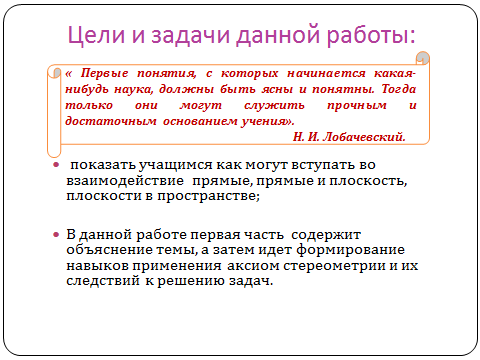 Цели и задачи данной работы:
« Первые понятия, с которых начинается какая-
нибудь наука, должны быть ясны и понятны. Тогда
только они могут служить прочным и
достаточным основанием учения».
Н. И. Лобачевский.
• показать учащимся как могут вступать во
взаимодействие прямые, прямые и плоскость,
плоскости в пространстве;
• В данной работе первая часть содержит
объяснение темы, а затем идет формирование
навыков применения аксиом стереометрии и их
следствий к решению задач.